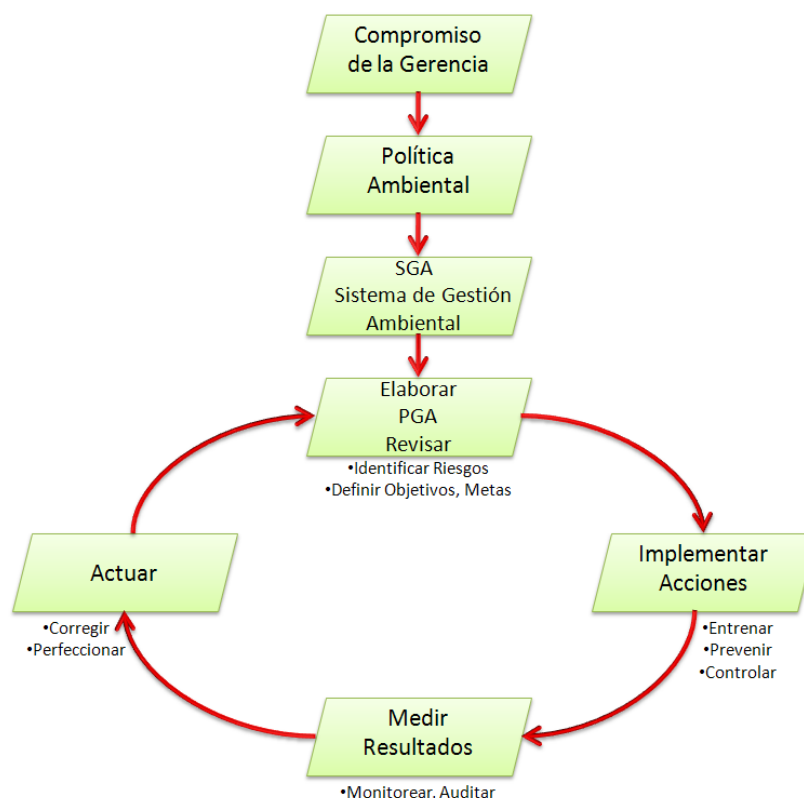 Compromiso
de la Gerencia
Política
Ambiental
SGA
Sistema de Gestión
Ambiental
Elaborar
PGA
Revisar
•Identificar Riesgos
•Definir Objetivos, Metas
Implementar
Acciones
•Entrenar
•Prevenir
•Controlar
Medir
Resultados
•Monitorear, Auditar
Actuar
•Corregir
•Perfeccionar